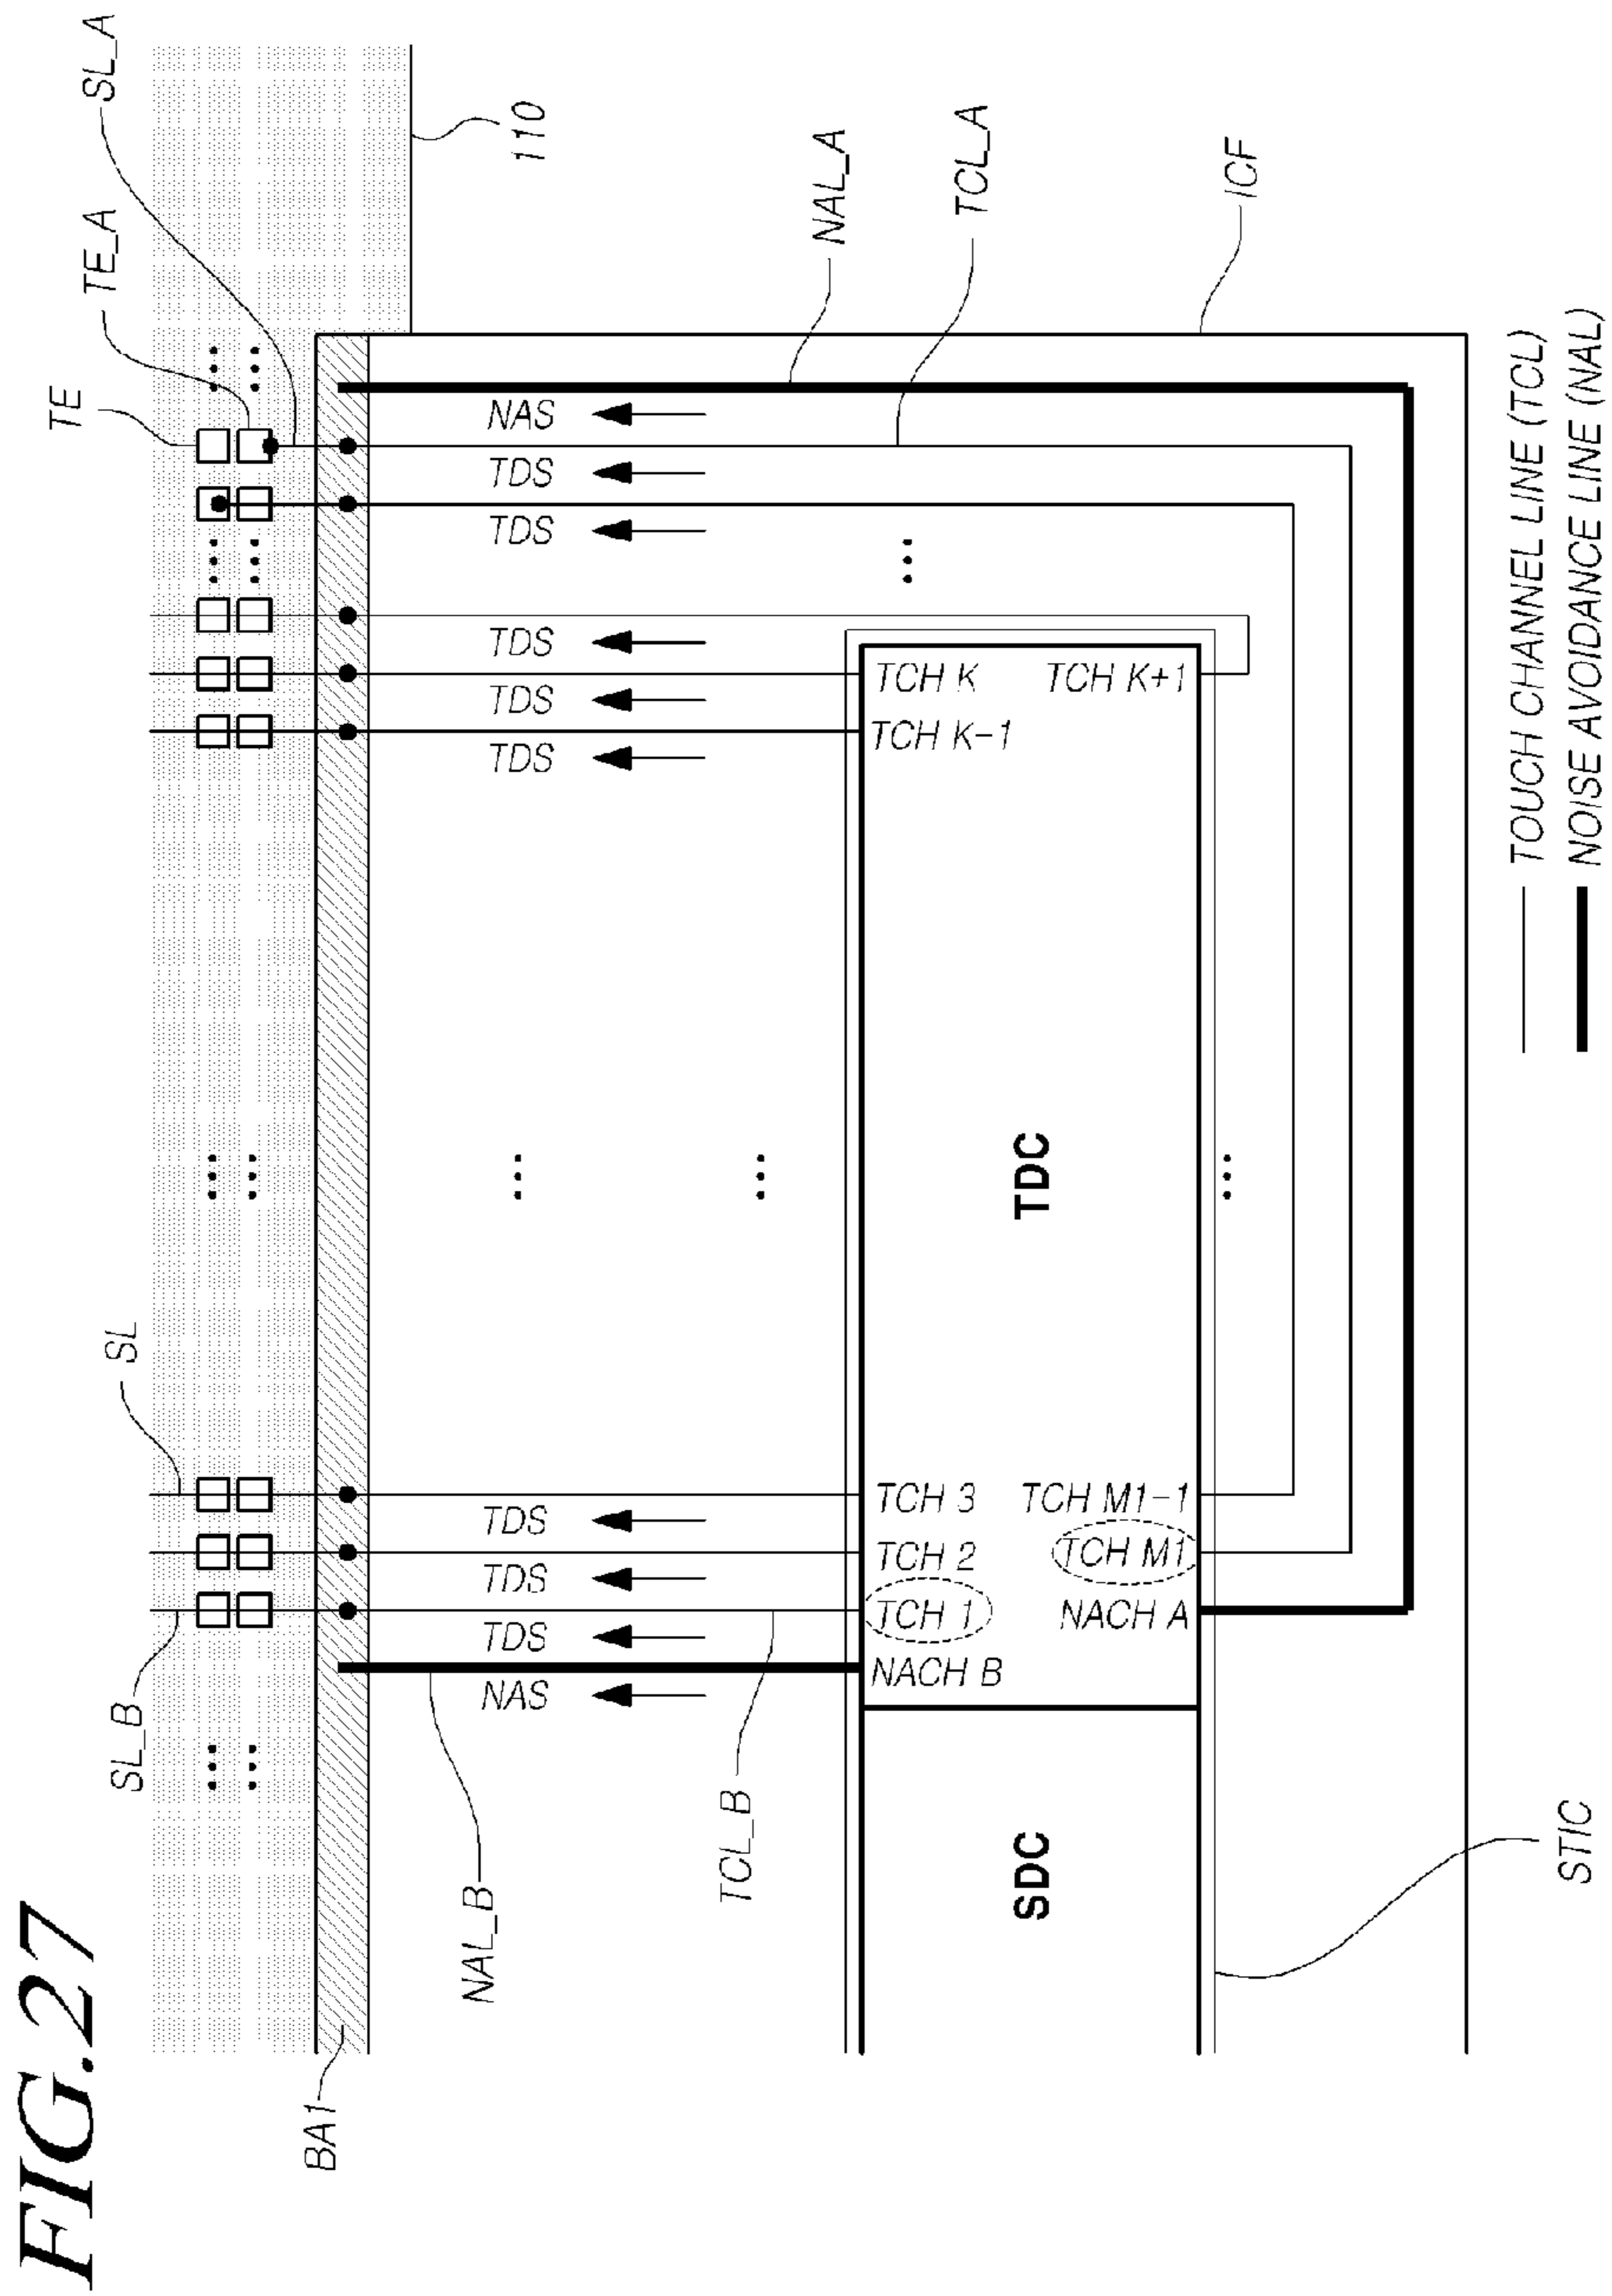 FIG.27
TE
TE_A
SL_A
SL
SL_B
110
BA1
NAS
TDS
TDS
TDS
TDS
TDS
TDS
TDS
TDS
NAS
NAL_A
TCL_A
ICF
NAL_B
TCL_B
TCH K
TCH K+1
TCH K-1
TDC
TCH 3
TCH M1-1
TCH 2
TCH M1
TCH 1
NACH A
NACH B
SDC
STIC
TOUCH CHANNEL LINE (TCL)
NOISE AVOIDANCE LINE (NAL)